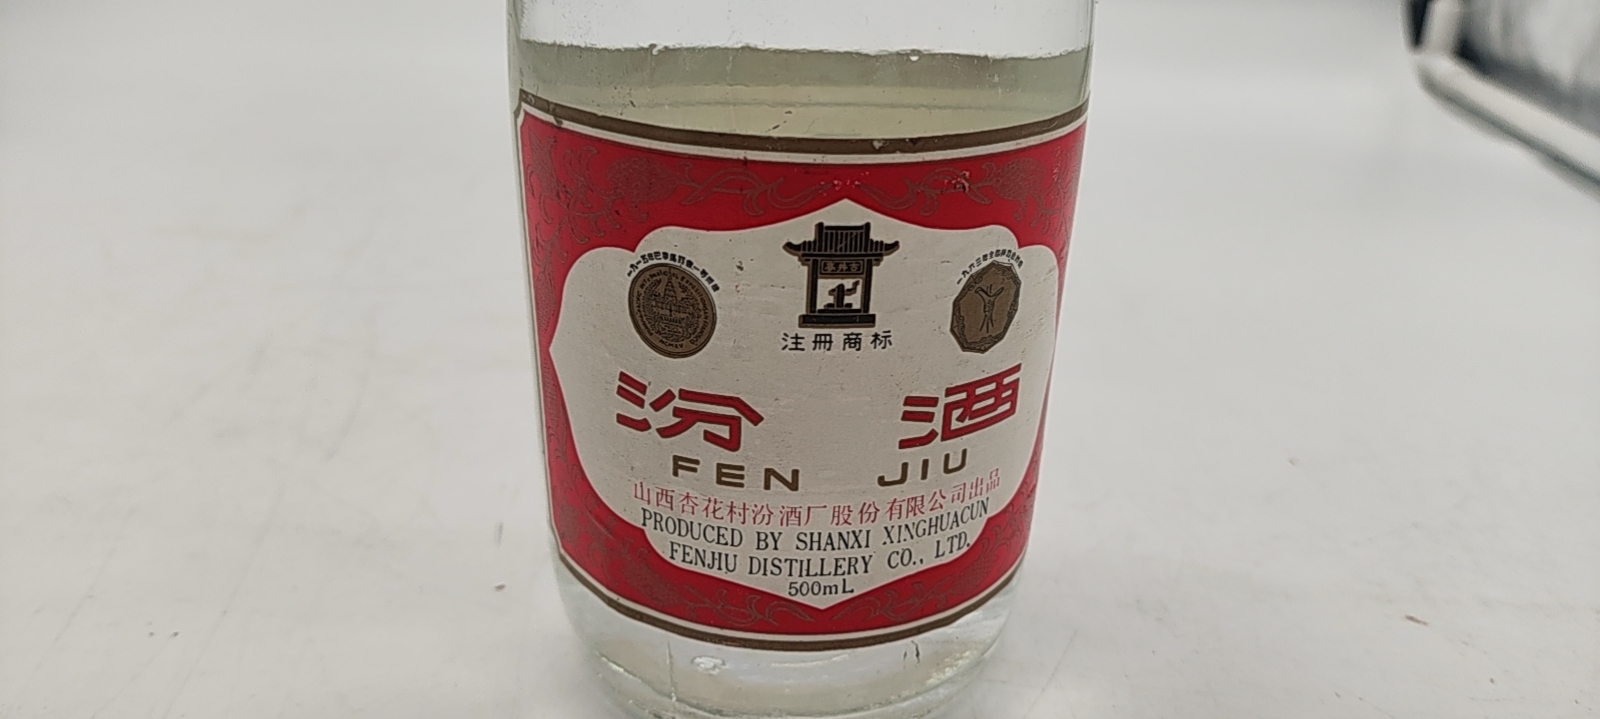 注册商标
汾酒
FEN JIU
山西杏花村汾酒厂股份有限公司出品
PRODUCED BY SHANXI XINGHUACUN
FENJIU DISTILLERY CO., LTD.
500mL